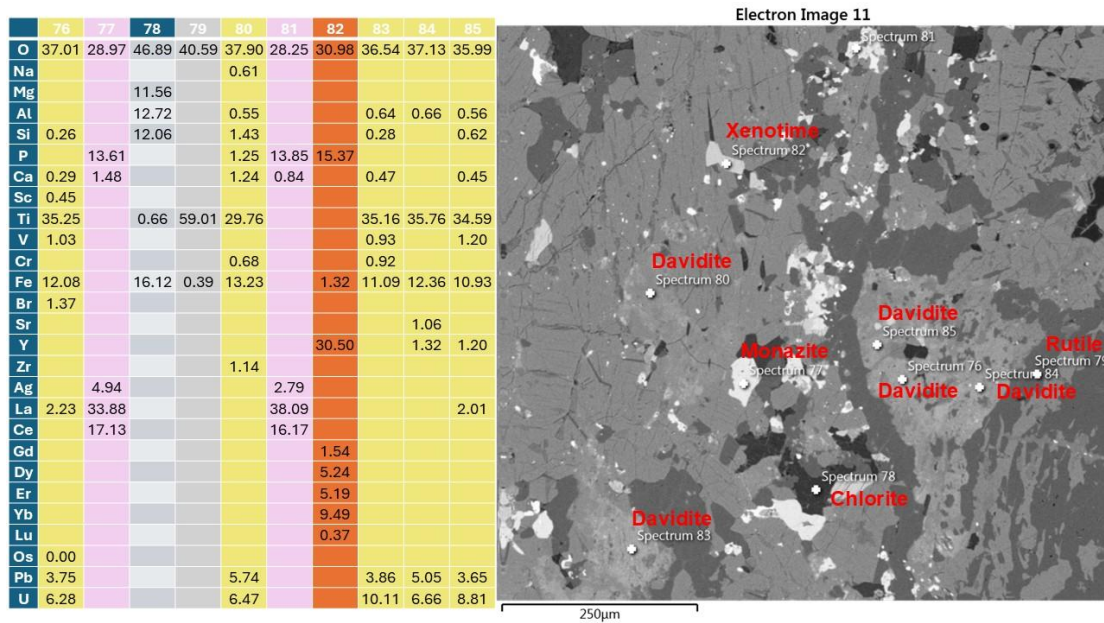 76 77 78 79 80 81 82 83 84 85
O 37.01 28.97 46.89 40.59 37.90 28.25 30.98 36.54 37.13 35.99
Na 0.61
Mg 11.56
Al 12.72 0.55 0.64 0.66 0.56
Si 0.26 12.06 1.43 0.28 0.62
P 13.61 1.25 13.85 15.37
Ca 0.29 1.48 1.24 0.84 0.47 0.45
Sc 0.45
Ti 35.25 0.66 59.01 29.76 35.16 35.76 34.59
V 1.03 0.93 1.20
Cr 0.68 0.92
Fe 12.08 16.12 0.39 13.23 1.32 11.09 12.36 10.93
Br 1.37
Sr 1.06
Y 30.50 1.32 1.20
Zr 1.14
Ag 4.94 2.79
La 2.23 33.88 38.09 2.01
Ce 17.13 16.17
Gd 1.54
Dy 5.24
Er 5.19
Yb 9.49
Lu 0.37
Os 0.00
Pb 3.75 5.74 3.86 5.05 3.65
U 6.28 6.47 10.11 6.66 8.81
Electron Image 11
Spectrum 81
Xenotime
Spectrum 82
Davidite
Spectrum 80
Davidite
Spectrum 85
Monazite
Spectrum 77
Rutile
Spectrum 79
Spectrum 76
Spectrum 84
Davidite
Davidite
Spectrum 78
Chlorite
Davidite
Spectrum 83
250µm